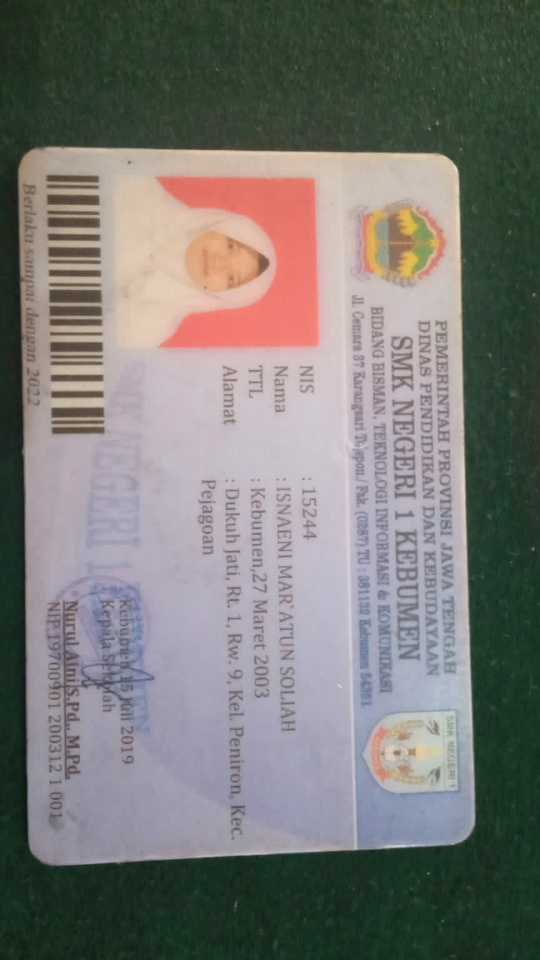 PEMERINTAH PROVINSI JAWA TENGAH
DINAS PENDIDIKAN DAN KEBUDAYAAN
SMK NEGERI 1 KEBUMEN
BIDANG BISMAN, TEKNOLOGI INFORMASI & KOMUNIKASI
Jl. Cemara 37 Karangsari Telepon/ Fak. (0287) TU : 381132 Kebumen 54351
SMK NEGERI 1
NIS : 15244
Nama : ISNAENI MAR'ATUN SOLIAH
TTL : Kebumen,27 Maret 2003
Alamat : Dukuh Jati, Rt. 1, Rw. 9, Kel. Peniron, Kec.
Pejagoan
SMK NEGERI 1
Kebumen 15 Juli 2019
Kepala Sekolah
Nurul Aini,S.Pd., M.Pd.
NIP 19700901 200312 1 001
Berlaku sampai dengan 2022